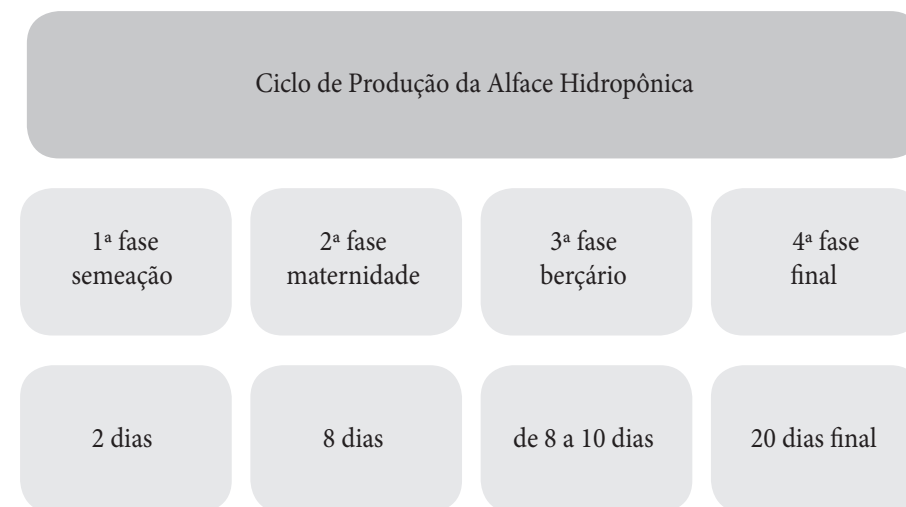 Ciclo de Produção da Alface Hidropônica
1ª fase
semeação
2ª fase
maternidade
3ª fase
berçário
4ª fase
final
2 dias
8 dias
de 8 a 10 dias
20 dias final